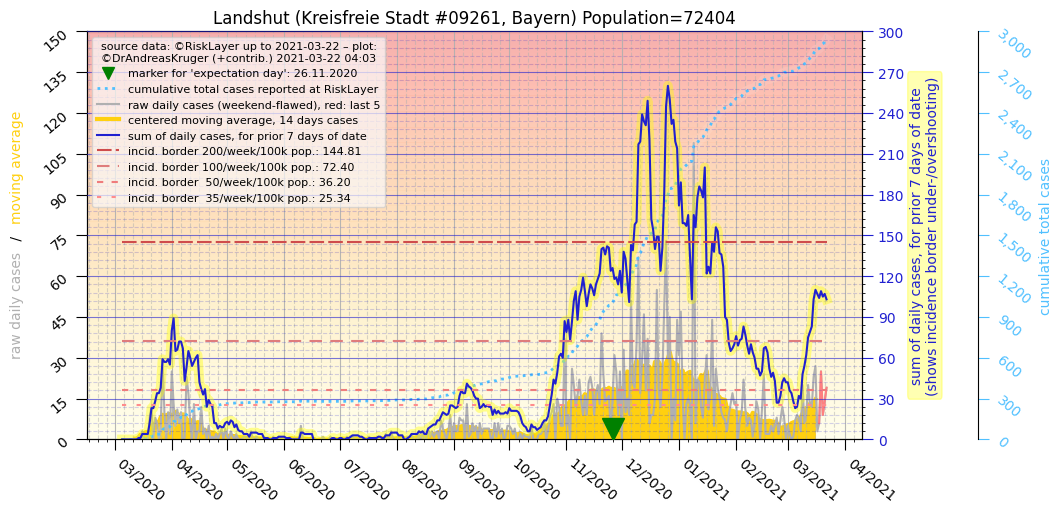 Landshut (Kreisfreie Stadt #09261, Bayern) Population=72404
source data: ©RiskLayer up to 2021-03-22 – plot:
©DrAndreasKruger (+contrib.) 2021-03-22 04:03
marker for 'expectation day': 26.11.2020
cumulative total cases reported at RiskLayer
raw daily cases (weekend-flawed), red: last 5
centered moving average, 14 days cases
sum of daily cases, for prior 7 days of date
incid. border 200/week/100k pop.: 144.81
incid. border 100/week/100k pop.: 72.40
incid. border  50/week/100k pop.: 36.20
incid. border  35/week/100k pop.: 25.34
raw daily cases / moving average
150
135
120
105
90
75
60
45
30
15
0
03/2020
04/2020
05/2020
06/2020
07/2020
08/2020
09/2020
10/2020
11/2020
12/2020
01/2021
02/2021
03/2021
04/2021
300
270
240
210
180
150
120
90
60
30
0
sum of daily cases, for prior 7 days of date
(shows incidence border under-/overshooting)
3,000
2,700
2,400
2,100
1,800
1,500
1,200
900
600
300
0
cumulative total cases